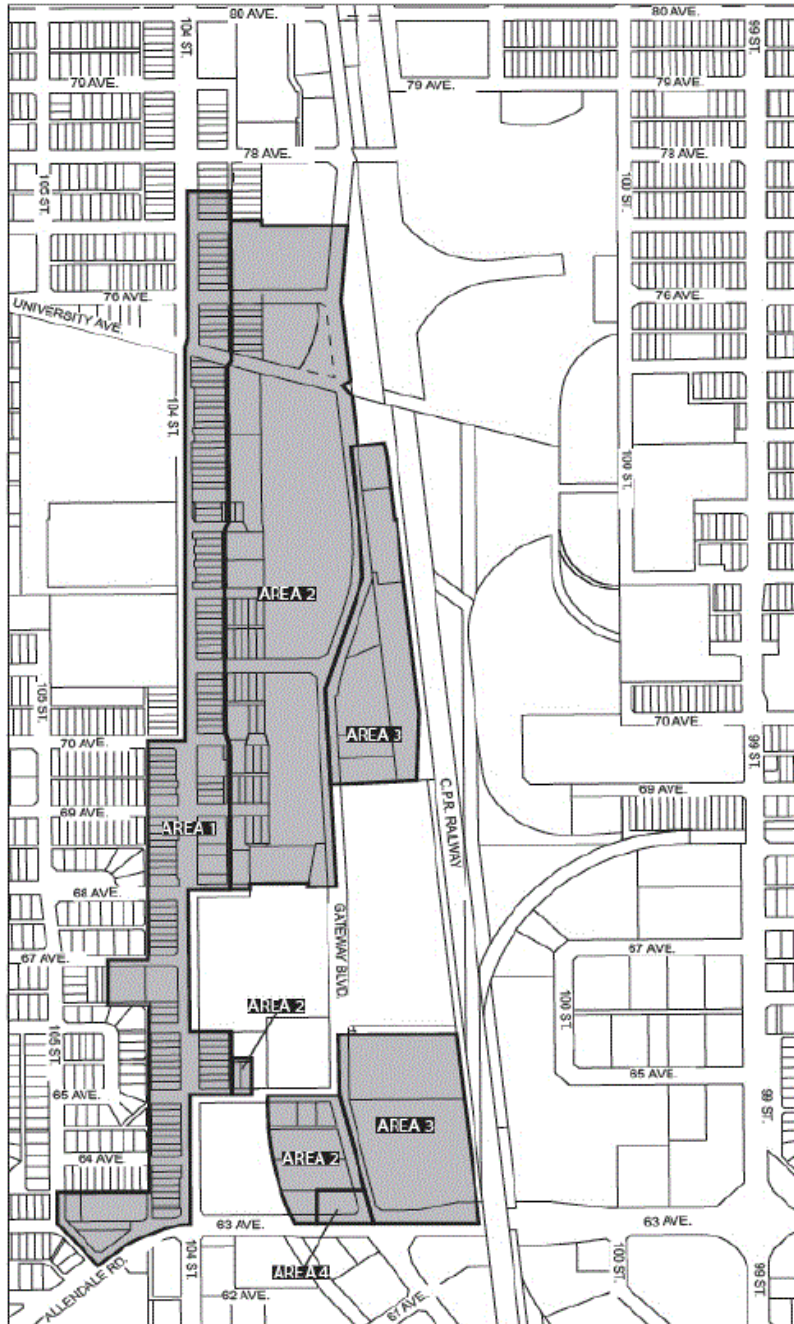 80 AVE.
80 AVE.
104 ST.
99 ST.
79 AVE.
79 AVE.
79 AVE.
78 AVE.
78 AVE.
105 ST.
100 ST.
76 AVE.
76 AVE.
UNIVERSITY AVE.
104 ST.
100 ST.
AREA 2
105 ST.
70 AVE.
AREA 3
70 AVE.
99 ST.
69 AVE.
69 AVE.
AREA 1
C.P.R. RAILWAY
68 AVE.
GATEWAY BLVD.
67 AVE.
67 AVE.
AREA 2
105 ST.
100 ST.
65 AVE.
65 AVE.
99 ST.
AREA 3
64 AVE
AREA 2
63 AVE.
63 AVE.
104 ST.
AREA 4
100 ST.
99 ST.
ALLENDALE RD.
62 AVE.
61 AVE.